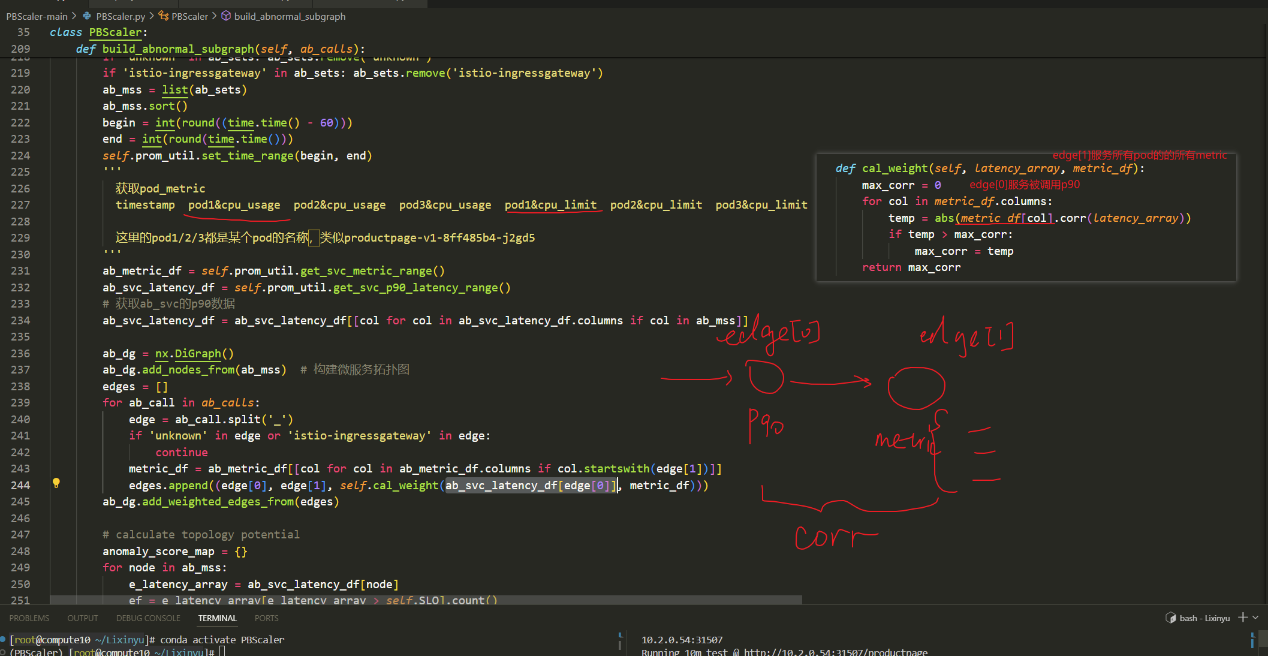 PBScaler-main > PBScaler.py > PBScaler > build_abnormal_subgraph
35 class PBScaler:
209 def build_abnormal_subgraph(self, ab_calls):
218 if 'unknown' in ab_sets: ab_sets.remove('unknown')
219 if 'istio-ingressgateway' in ab_sets: ab_sets.remove('istio-ingressgateway')
220 ab_mss = list(ab_sets)
221 ab_mss.sort()
222 begin = int(round((time.time() - 60)))
223 end = int(round(time.time()))
224 self.prom_util.set_time_range(begin, end)
225 '''
226 获取pod_metric
227 timestamp pod1&cpu_usage pod2&cpu_usage pod3&cpu_usage pod1&cpu_limit pod2&cpu_limit pod3&cpu_limit
228
229 这里的pod1/2/3都是某个pod的名称，类似productpage-v1-8ff485b4-j2gd5
230 '''
231 ab_metric_df = self.prom_util.get_svc_metric_range()
232 ab_svc_latency_df = self.prom_util.get_svc_p90_latency_range()
233 # 获取ab_svc的p90数据
234 ab_svc_latency_df = ab_svc_latency_df[[col for col in ab_svc_latency_df.columns if col in ab_mss]]
235
236 ab_dg = nx.DiGraph()
237 ab_dg.add_nodes_from(ab_mss) # 构建微服务拓扑图
238 edges = []
239 for ab_call in ab_calls:
240 edge = ab_call.split('_')
241 if 'unknown' in edge or 'istio-ingressgateway' in edge:
242 continue
243 metric_df = ab_metric_df[[col for col in ab_metric_df.columns if col.startswith(edge[1])]]
244 edges.append((edge[0], edge[1], self.cal_weight(ab_svc_latency_df[edge[0]], metric_df)))
245 ab_dg.add_weighted_edges_from(edges)
246
247 # calculate topology potential
248 anomaly_score_map = {}
249 for node in ab_mss:
250 e_latency_array = ab_svc_latency_df[node]
251 ef = e_latency_array[e_latency_array > self.SLO].count()
edge[1]服务所有pod的的所有metric
def cal_weight(self, latency_array, metric_df):
max_corr = 0 edge[0]服务被调用p90
for col in metric_df.columns:
temp = abs(metric_df[col].corr(latency_array))
if temp > max_corr:
max_corr = temp
return max_corr
edge[0]
edge[1]
P90
metric
corr
PROBLEMS OUTPUT DEBUG CONSOLE TERMINAL PORTS
bash - Lixinyu
[root@compute10 ~/Lixinyu]# conda activate PBScaler
(PBScaler) [root@compute10 ~/Lixinyu]#
10.2.0.54:31507
Running 10m test @ http://10.2.0.54:31507/productpage